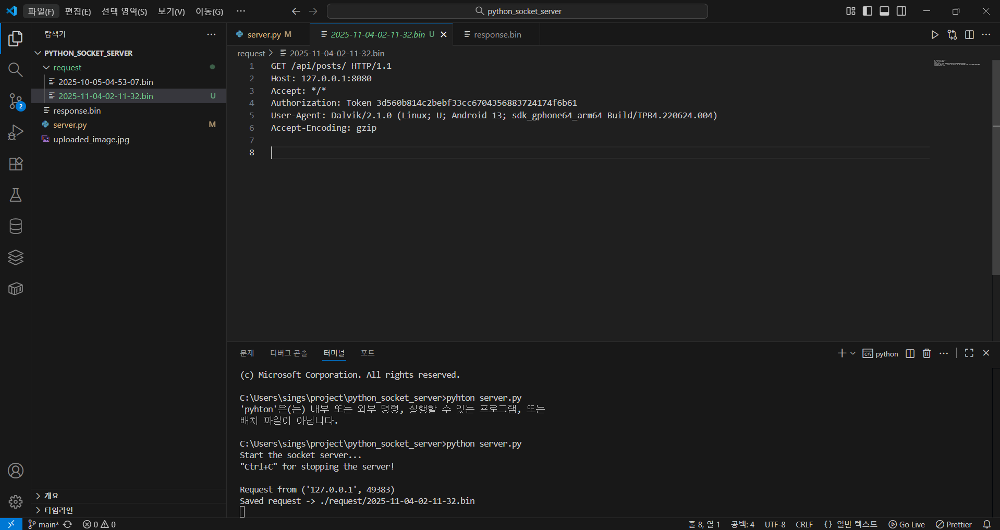 파일(F) 편집(E) 선택 영역(S) 보기(V) 이동(G) ··· python_socket_server
탐색기
PYTHON_SOCKET_SERVER
request
2025-10-05-04-53-07.bin
2025-11-04-02-11-32.bin U
response.bin
server.py M
uploaded_image.jpg
2
개요
타임라인
server.py M 2025-11-04-02-11-32.bin U response.bin
request > 2025-11-04-02-11-32.bin
1 GET /api/posts/ HTTP/1.1
2 Host: 127.0.0.1:8080
3 Accept: */*
4 Authorization: Token 3d560b814c2bebf33cc6704356883724174f6b61
5 User-Agent: Dalvik/2.1.0 (Linux; U; Android 13; sdk_gphone64_arm64 Build/TPB4.220624.004)
6 Accept-Encoding: gzip
7
8
문제 디버그 콘솔 터미널 포트 python
(c) Microsoft Corporation. All rights reserved.
C:\Users\sings\project\python_socket_server>pyhton server.py
'pyhton'은(는) 내부 또는 외부 명령, 실행할 수 있는 프로그램, 또는
배치 파일이 아닙니다.
C:\Users\sings\project\python_socket_server>python server.py
Start the socket server...
"Ctrl+C" for stopping the server!
Request from ('127.0.0.1', 49383)
Saved request -> ./request/2025-11-04-02-11-32.bin
main* 0 0 줄 8, 열 1 공백: 4 UTF-8 CRLF {} 일반 텍스트 Go Live Prettier